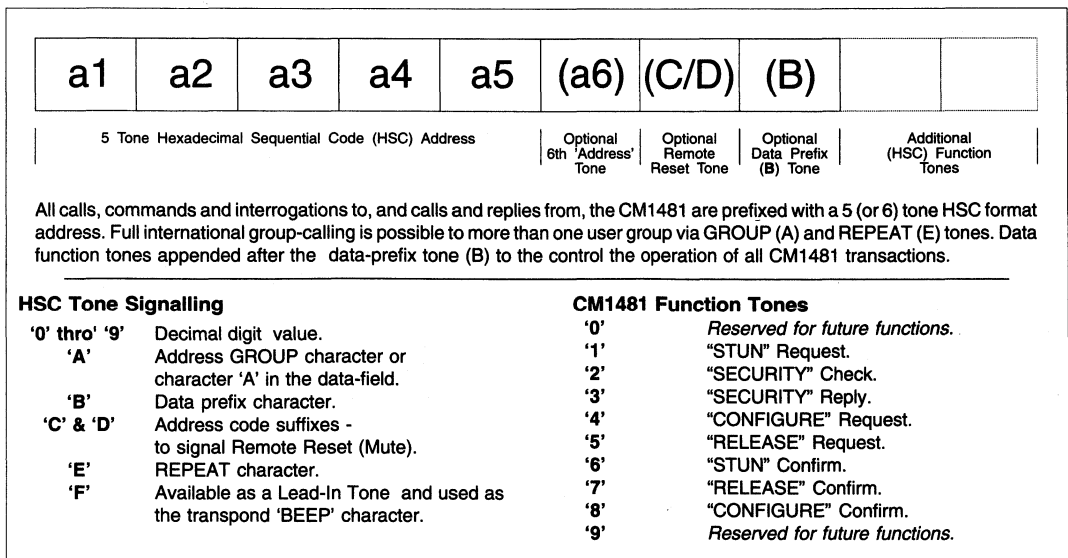 a1 a2 a3 a4 a5 (a6) (C/D) (B)
5 Tone Hexadecimal Sequential Code (HSC) Address
Optional 6th 'Address' Tone
Optional Remote Reset Tone
Optional Data Prefix (B) Tone
Additional (HSC) Function Tones
All calls, commands and interrogations to, and calls and replies from, the CM1481 are prefixed with a 5 (or 6) tone HSC format
address. Full international group-calling is possible to more than one user group via GROUP (A) and REPEAT (E) tones. Data
function tones appended after the data-prefix tone (B) to the control the operation of all CM1481 transactions.
HSC Tone Signalling
'0' thro' '9' Decimal digit value.
'A' Address GROUP character or
character 'A' in the data-field.
'B' Data prefix character.
'C' & 'D' Address code suffixes -
to signal Remote Reset (Mute).
'E' REPEAT character.
'F' Available as a Lead-In Tone and used as
the transpond 'BEEP' character.
CM1481 Function Tones
'0' Reserved for future functions.
'1' "STUN" Request.
'2' "SECURITY" Check.
'3' "SECURITY" Reply.
'4' "CONFIGURE" Request.
'5' "RELEASE" Request.
'6' "STUN" Confirm.
'7' "RELEASE" Confirm.
'8' "CONFIGURE" Confirm.
'9' Reserved for future functions.